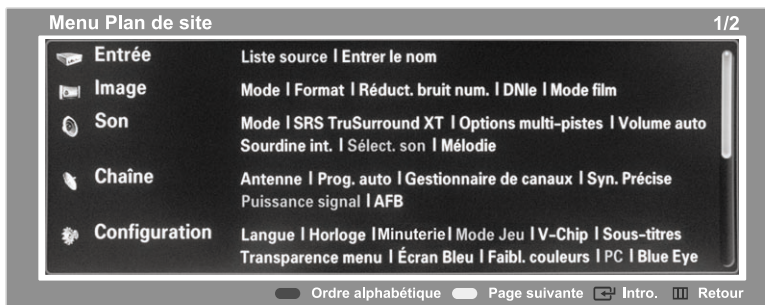 Menu Plan de site 1/2
Entrée Liste source | Entrer le nom
Image Mode | Format | Réduct. bruit num. | DNIe | Mode film
Son Mode | SRS TruSurround XT | Options multi-pistes | Volume auto
Sourdine int. | Sélect. son | Mélodie
Chaîne Antenne | Prog. auto | Gestionnaire de canaux | Syn. Précise
Puissance signal | AFB
Configuration Langue | Horloge | Minuterie | Mode Jeu | V-Chip | Sous-titres
Transparence menu | Écran Bleu | Faibl. couleurs | PC | Blue Eye
Ordre alphabétique Page suivante Intro. Retour